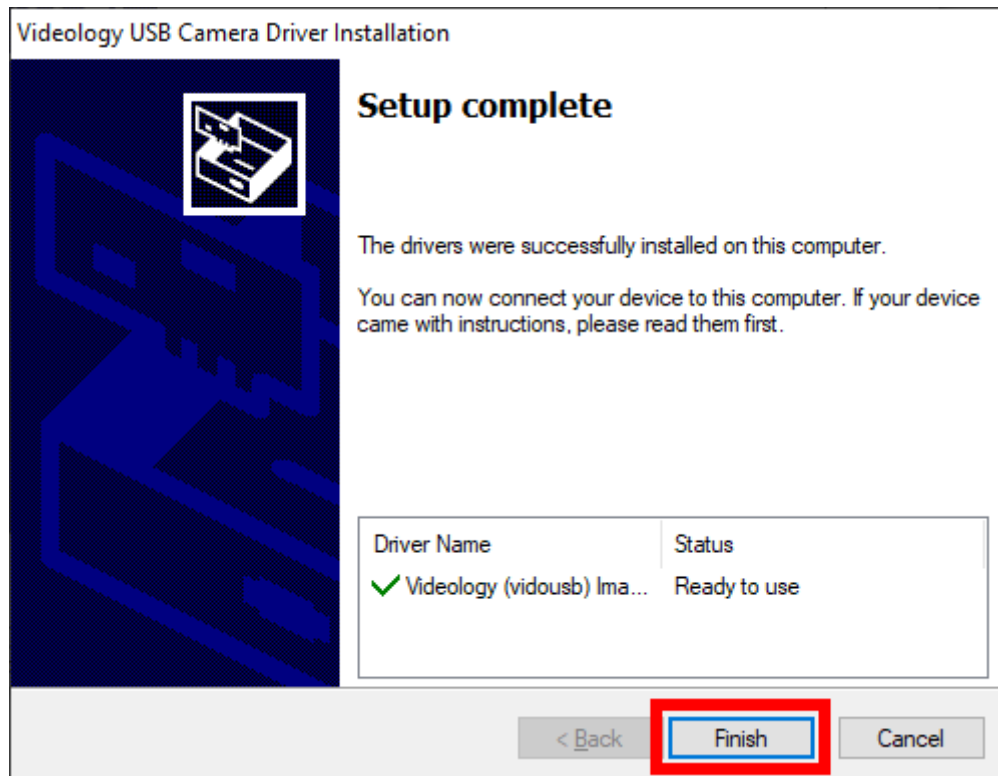 Videology USB Camera Driver Installation
Setup complete
The drivers were successfully installed on this computer.
You can now connect your device to this computer. If your device
came with instructions, please read them first.
Driver Name Status
Videology (vidousb) Ima... Ready to use
< Back Finish Cancel